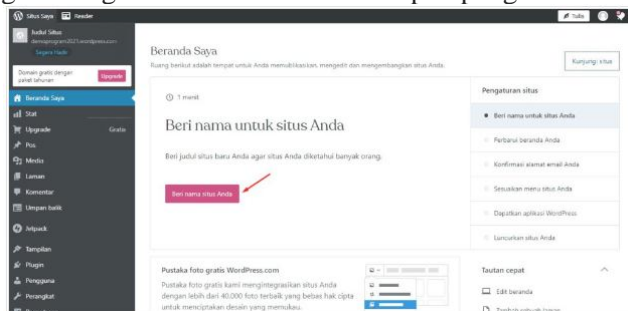 Situs Saya
Reader
Tulis
Judul Situs
demoprogram2021.wordpress.com
Segera Hadir
Domain gratis dengan
paket tahunan
Upgrade
Beranda Saya
Stat
Upgrade
Gratis
Pos
Media
Laman
Komentar
Umpan balik
Jetpack
Tampilan
Plugin
Pengguna
Perangkat
Beranda Saya
Ruang berikut adalah tempat untuk Anda memublikasikan, mengedit dan mengembangkan situs Anda.
Kunjungi situs
1 menit
Beri nama untuk situs Anda
Beri judul situs baru Anda agar situs Anda diketahui banyak orang.
Beri nama situs Anda
Pengaturan situs
Beri nama untuk situs Anda
Perbarui beranda Anda
Konfirmasi alamat email Anda
Sesuaikan menu situs Anda
Dapatkan aplikasi WordPress
Luncurkan situs Anda
Pustaka foto gratis WordPress.com
Pustaka foto gratis kami mengintegrasikan situs Anda
dengan lebih dari 40.000 foto terbaik yang bebas hak cipta
untuk menciptakan desain yang memukau.
Tautan cepat
Edit beranda